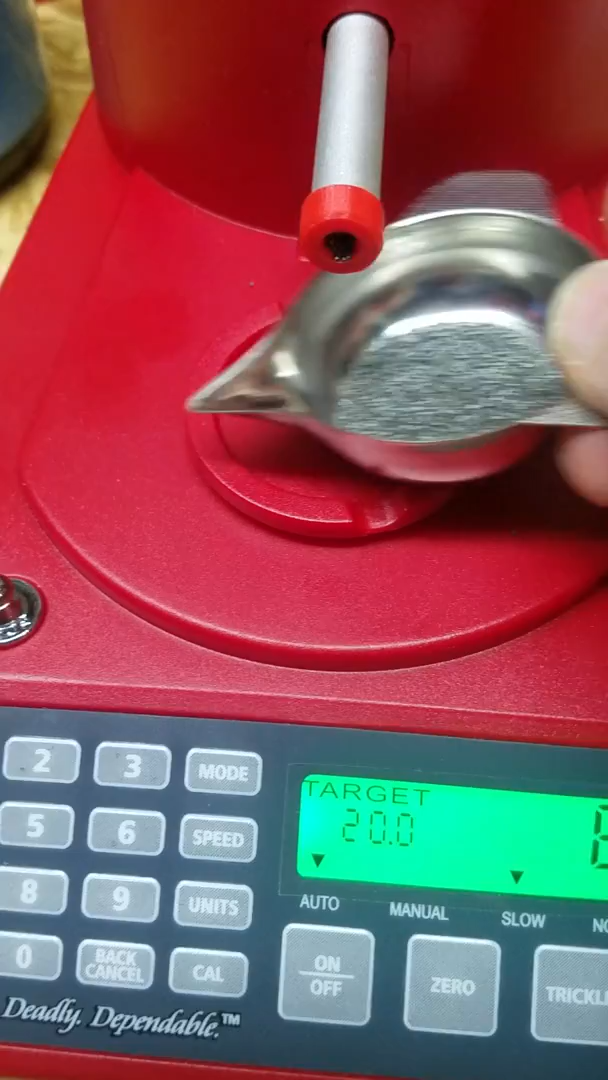 TARGET
20.0
2 3 MODE
5 6 SPEED
8 9 UNITS
0 BACK CANCEL CAL
AUTO MANUAL SLOW
ON OFF ZERO
Deadly. Dependable.™